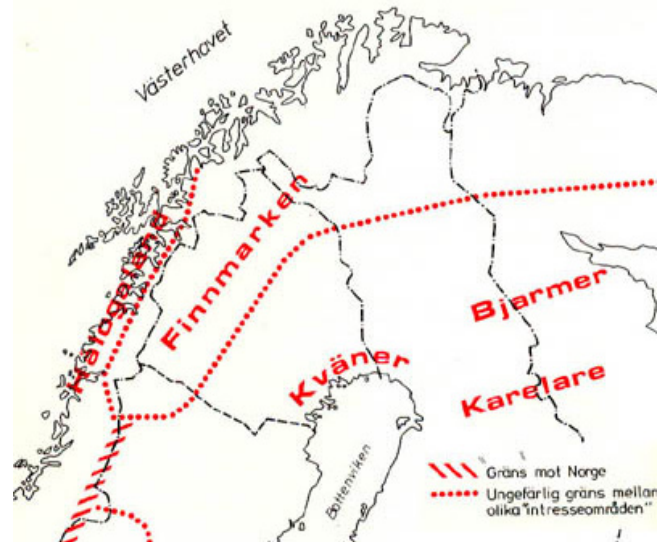 Västerhavet
Hålogaland
Finnmarken
Bjarmer
Kväner
Karelare
Bottenviken
Gräns mot Norge
Ungefärlig gräns mellan
olika "intresseområden"